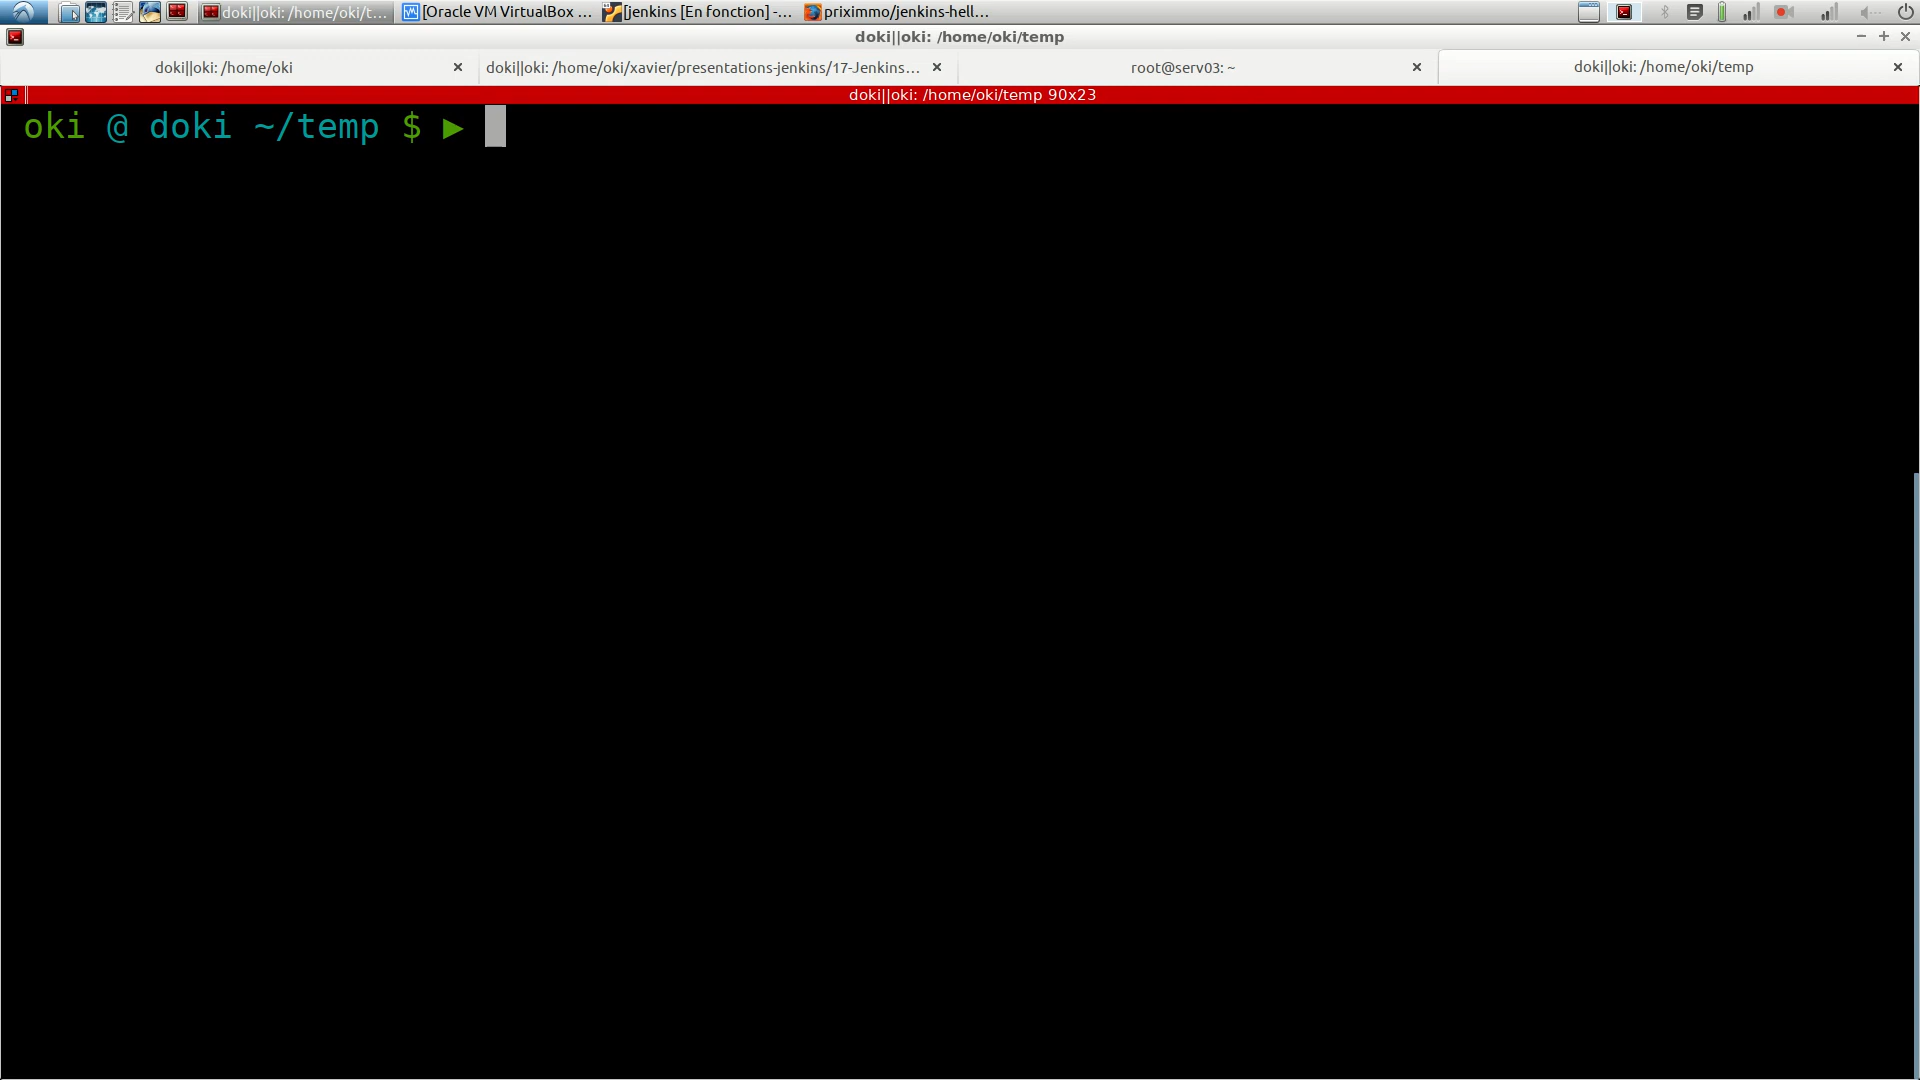 doki||oki: /home/oki/t... [Oracle VM VirtualBox ... [jenkins [En fonction] -... priximmo/jenkins-hell...
doki||oki: /home/oki/temp
doki||oki: /home/oki doki||oki: /home/oki/xavier/presentations-jenkins/17-Jenkins... root@serv03: ~ doki||oki: /home/oki/temp
doki||oki: /home/oki/temp 90x23
oki @ doki ~/temp $ ▶